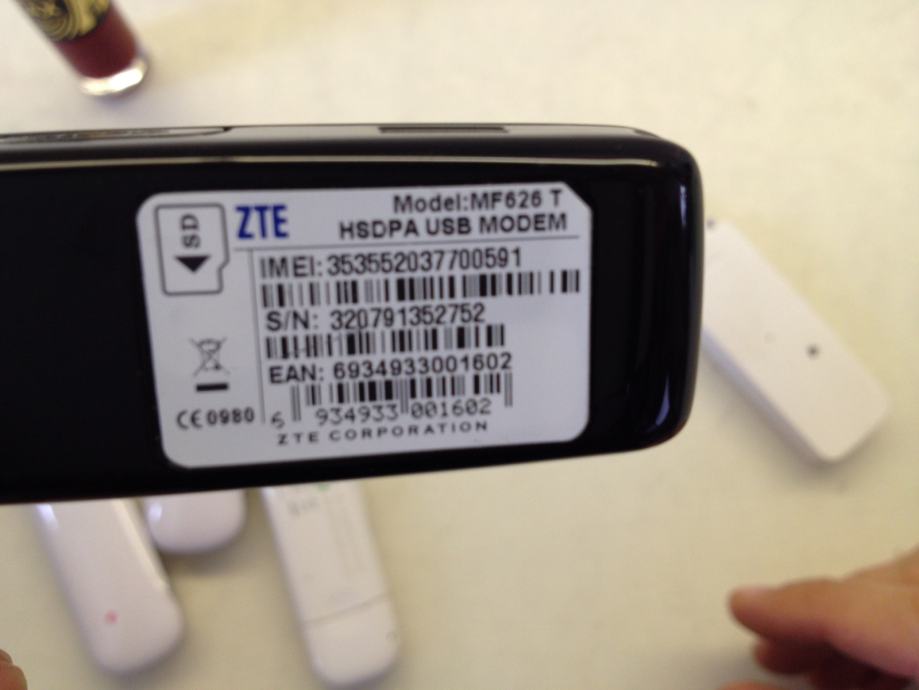 SD
ZTE
Model:MF626 T
HSDPA USB MODEM
IMEI: 353552037700591
S/N: 320791352752
EAN: 6934933001602
6 934933 001602
CE 0980
ZTE CORPORATION